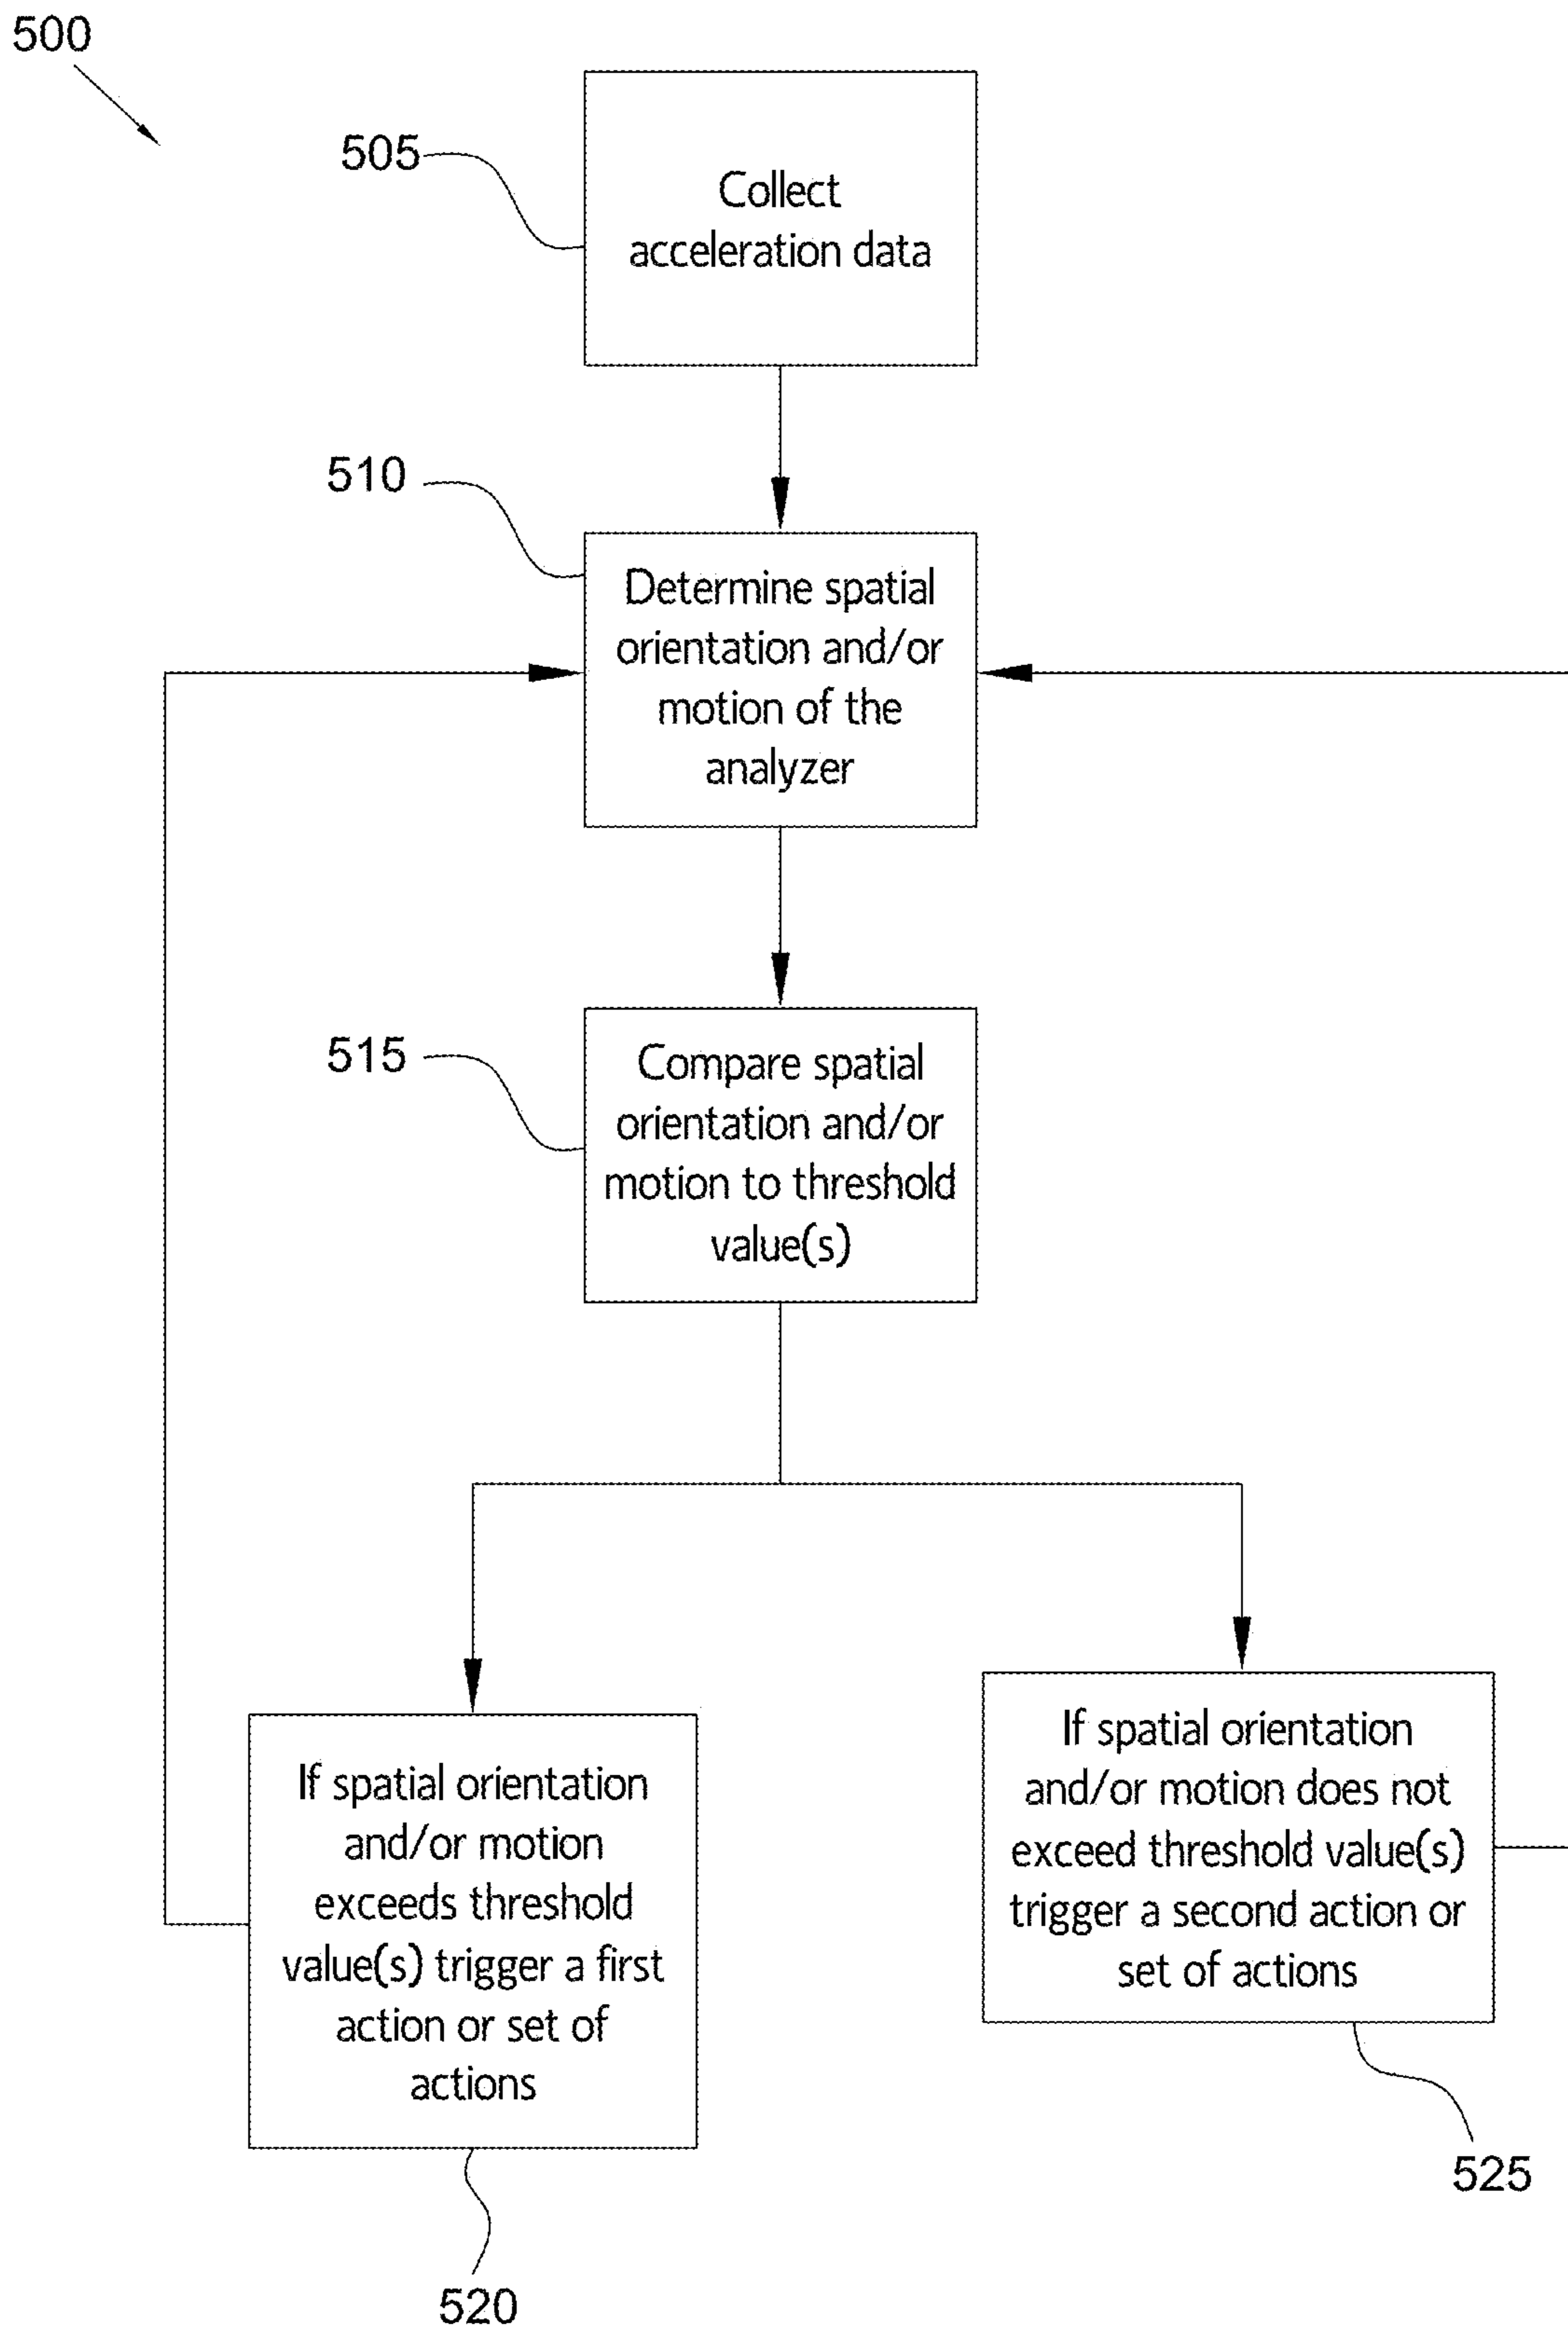 500
505
Collect
acceleration data
510
Determine spatial
orientation and/or
motion of the
analyzer
515
Compare spatial
orientation and/or
motion to threshold
value(s)
If spatial orientation
and/or motion
exceeds threshold
value(s) trigger a first
action or set of
actions
520
If spatial orientation
and/or motion does not
exceed threshold value(s)
trigger a second action or
set of actions
525